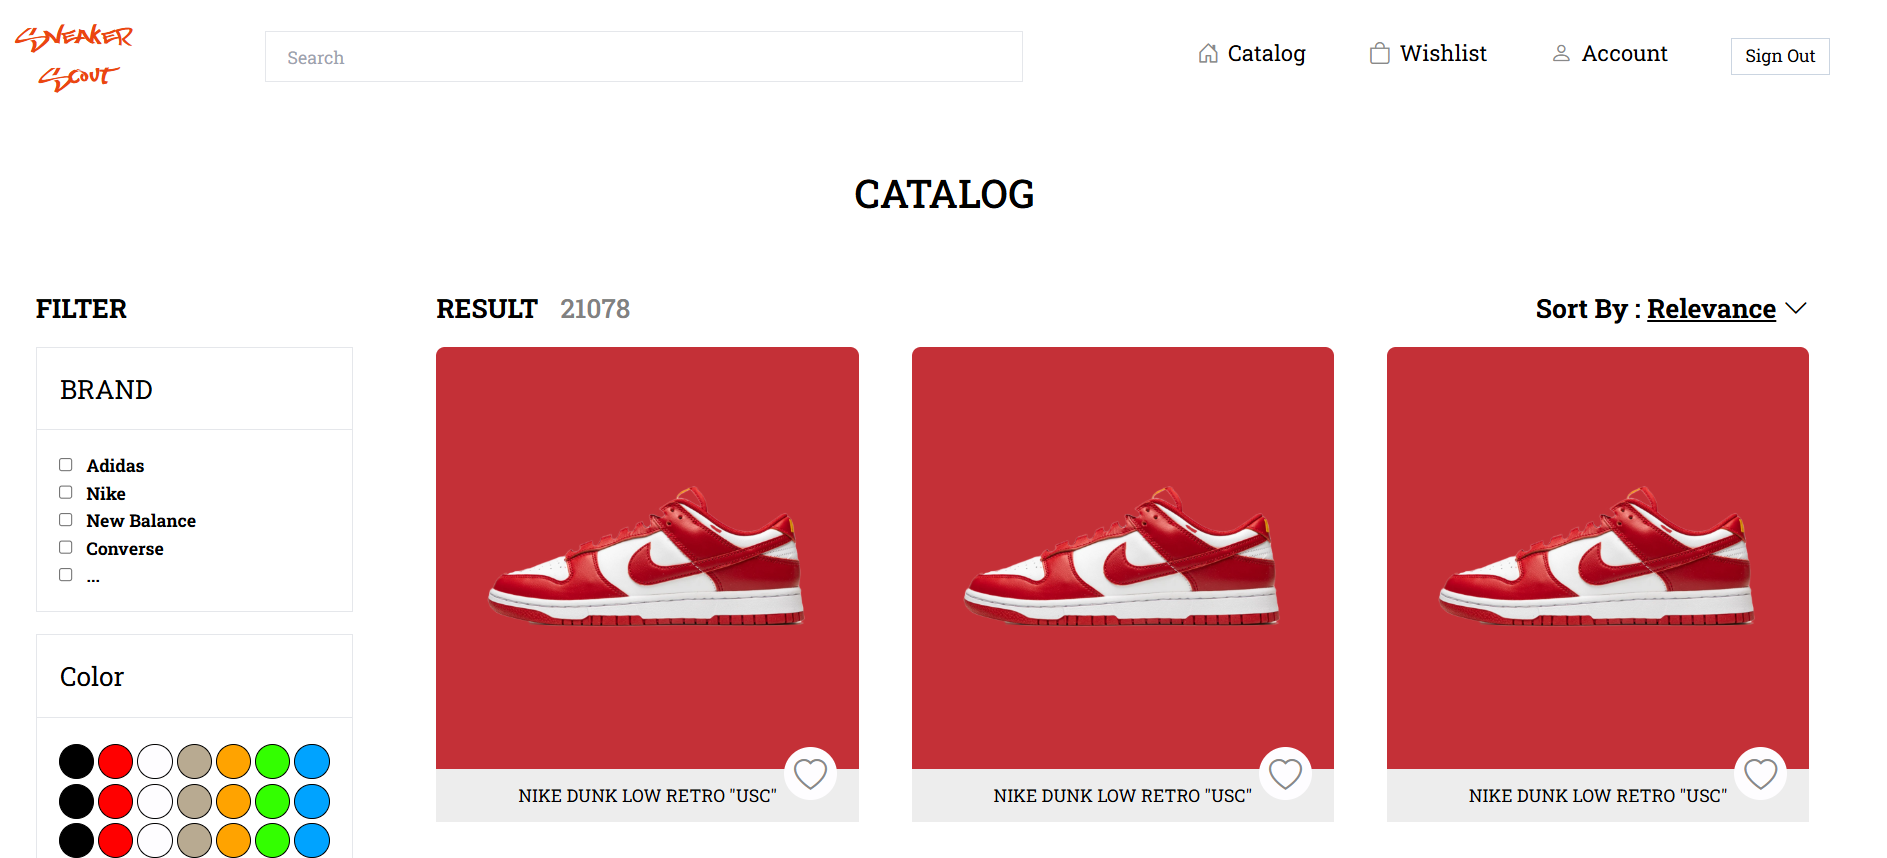 SNEAKER
SCOUT
Search
Catalog
Wishlist
Account
Sign Out
CATALOG
FILTER
RESULT 21078
Sort By : Relevance
BRAND
Adidas
Nike
New Balance
Converse
...
Color
NIKE DUNK LOW RETRO "USC"
NIKE DUNK LOW RETRO "USC"
NIKE DUNK LOW RETRO "USC"